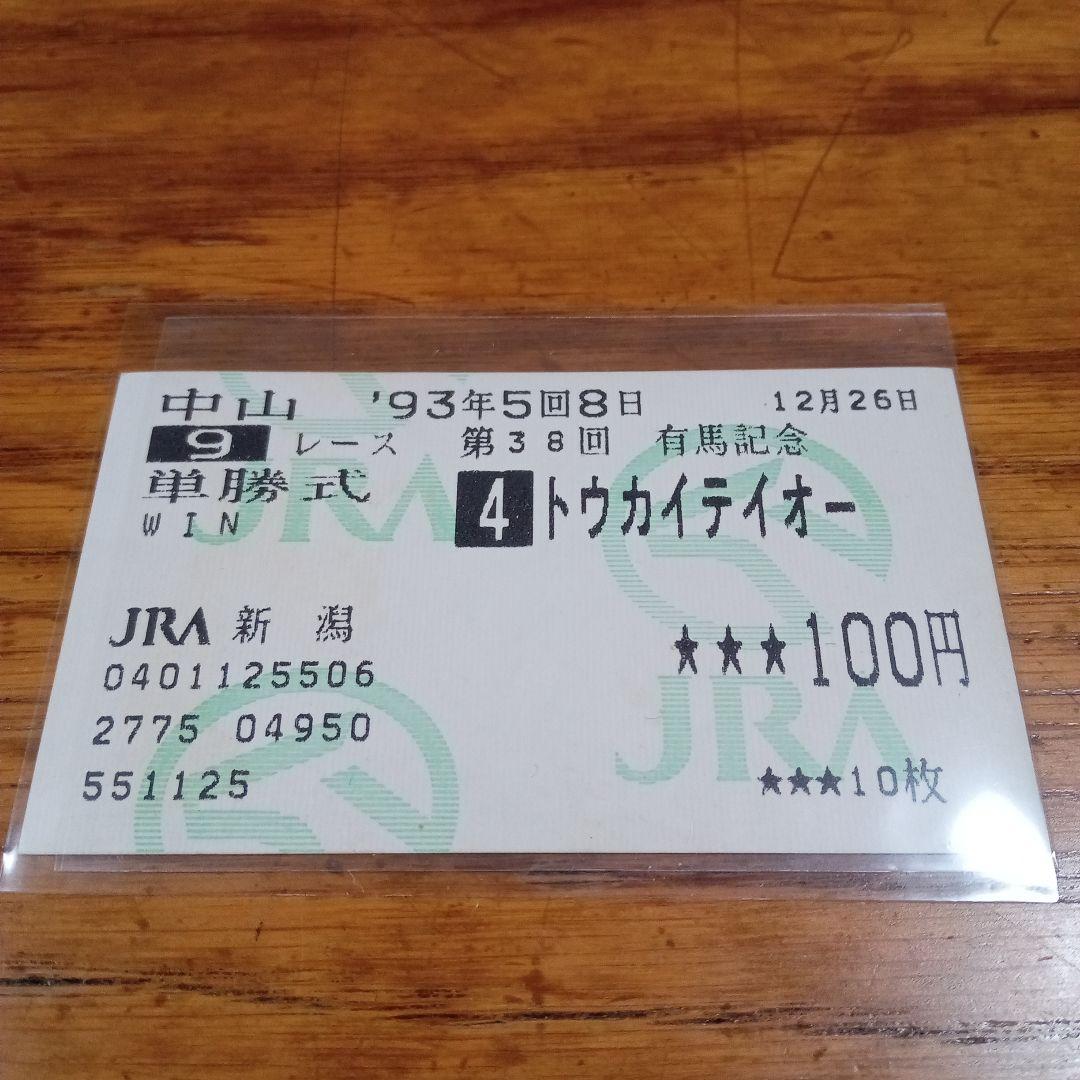 中山 '93年5回8日 12月26日
9 レース 第38回 有馬記念
単勝式 4 トウカイテイオー
WIN
JRA 新潟
★★★100円
0401125506
2775 04950
551125
★★★10枚
JRA
JRA